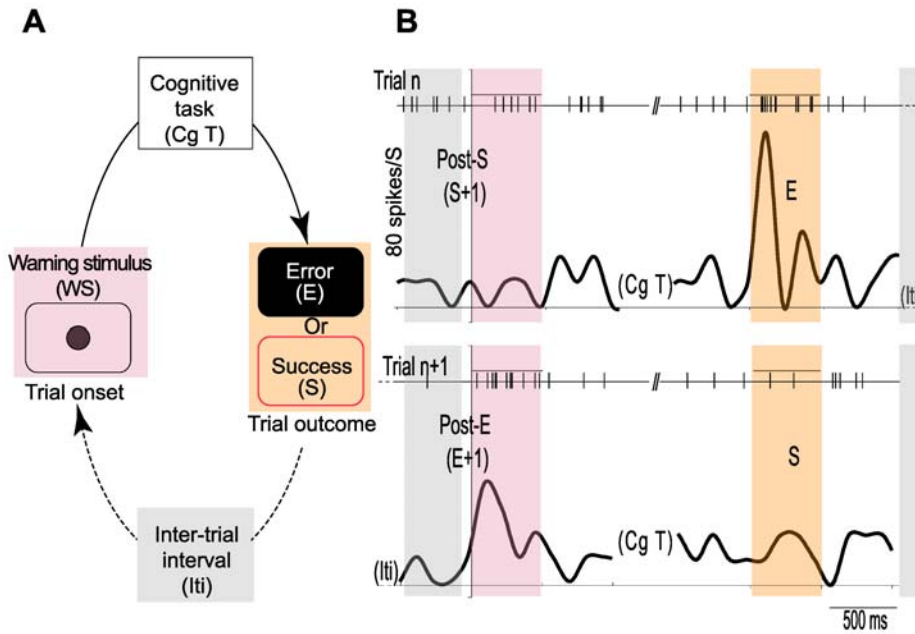 A
Cognitive
task
(Cg T)
Warning stimulus
(WS)
Trial onset
Error
(E)
Or
Success
(S)
Trial outcome
Inter-trial
interval
(Iti)
B
Trial n
80 spikes/S
Post-S
(S+1)
(Cg T)
E
(It
Trial n+1
Post-E
(E+1)
(Iti)
(Cg T)
S
500 ms